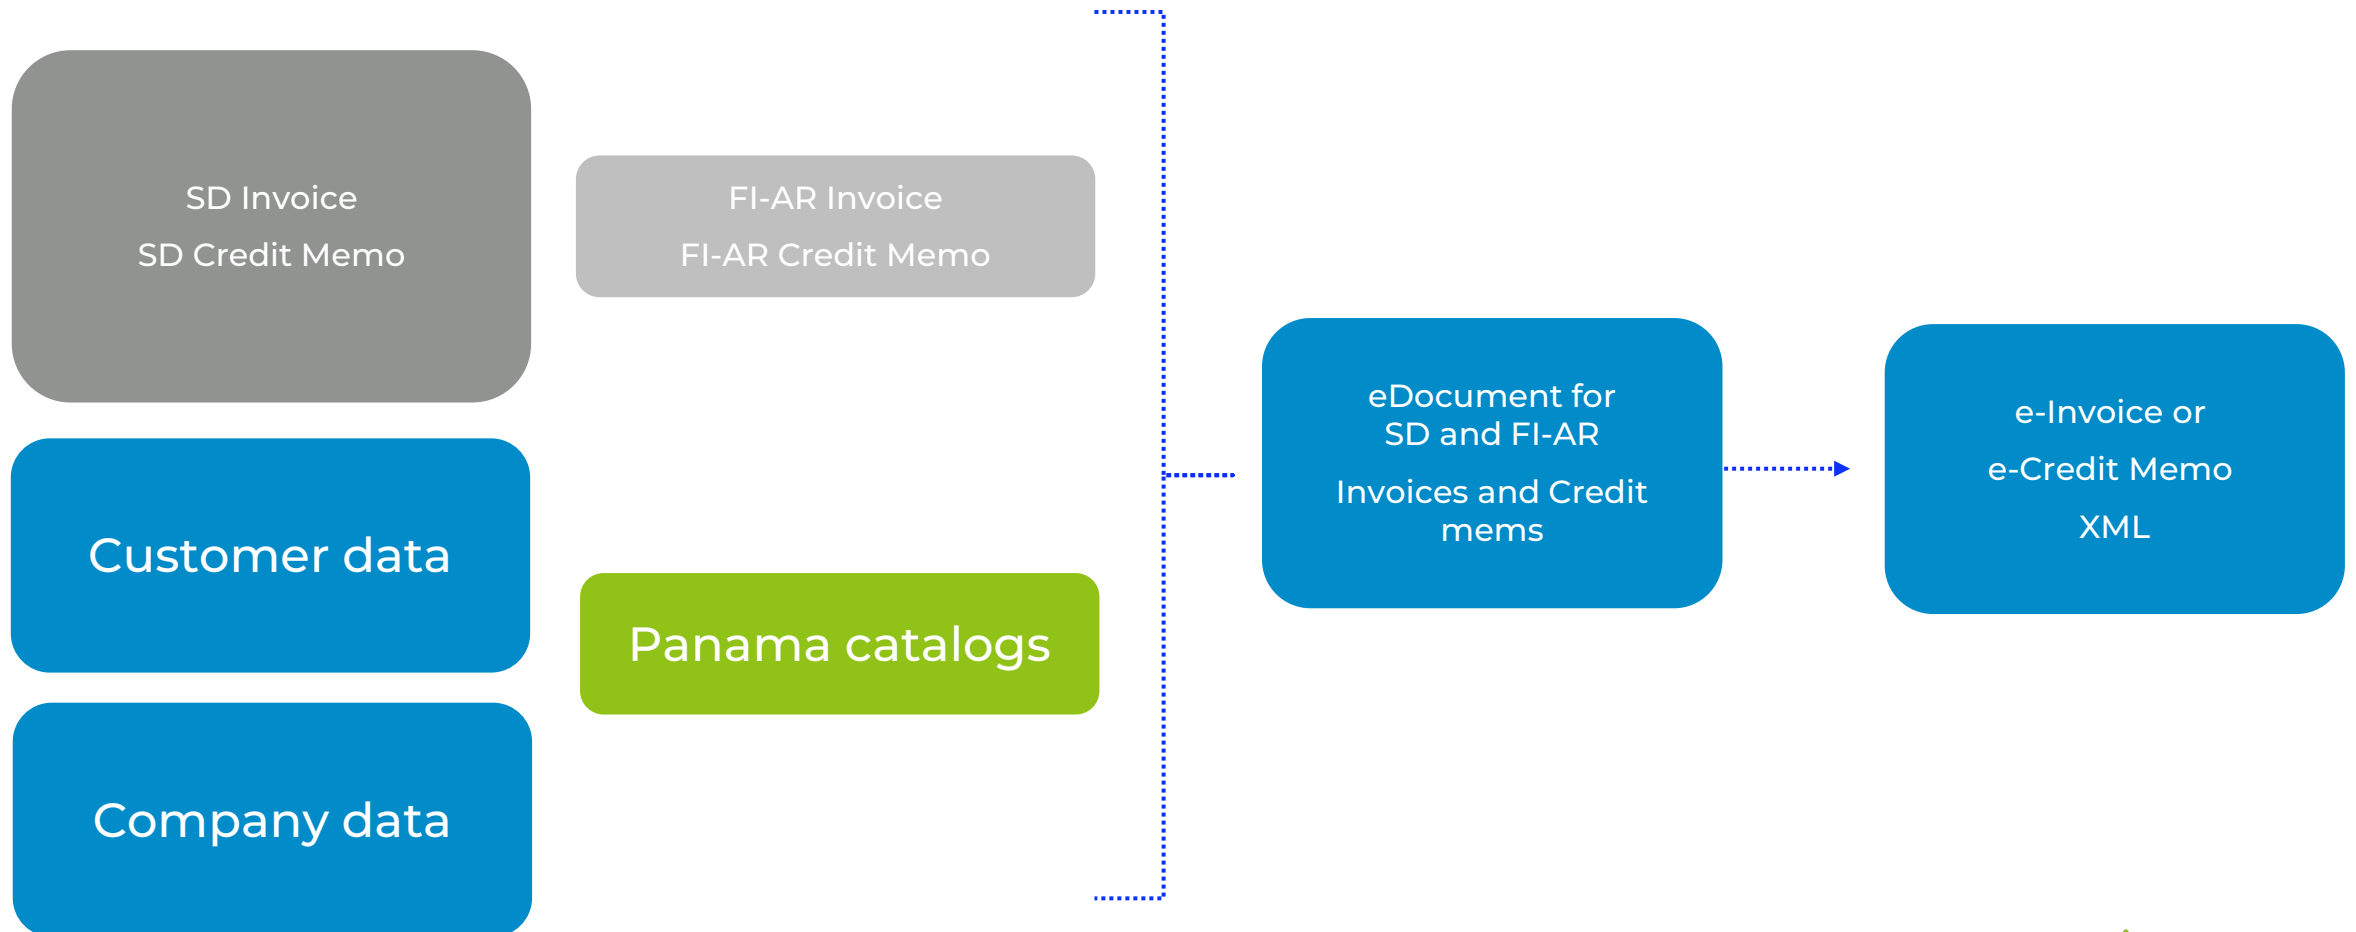 SD Invoice
SD Credit Memo
FI-AR Invoice
FI-AR Credit Memo
Customer data
Panama catalogs
Company data
eDocument for
SD and FI-AR
Invoices and Credit
mems
e-Invoice or
e-Credit Memo
XML